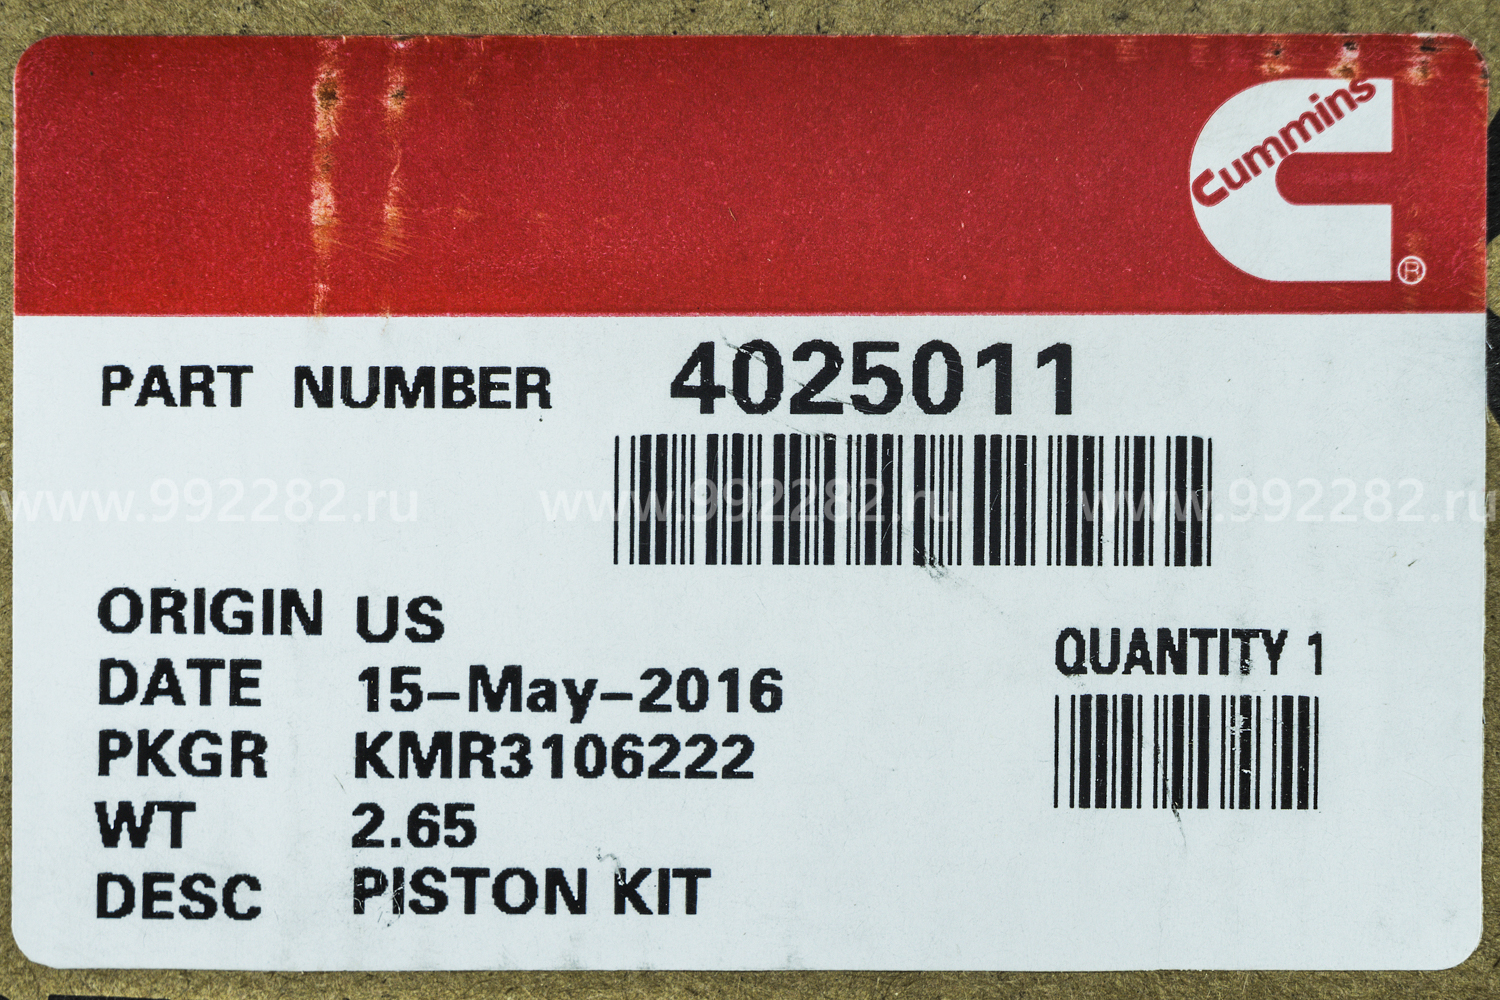 Cummins
®
PART NUMBER 4025011
www.992282.ru www.992282.ru www.992282.ru
ORIGIN US
QUANTITY 1
DATE 15-May-2016
PKGR KMR3106222
WT 2.65
DESC PISTON KIT